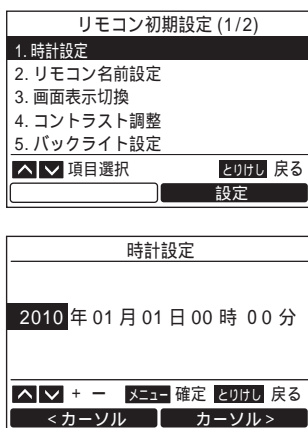 リモコン初期設定 (1/2)
1. 時計設定
2. リモコン名前設定
3. 画面表示切換
4. コントラスト調整
5. バックライト設定
項目選択 とりけし 戻る
設定
時計設定
2010 年 01 月 01 日 00 時 00 分
+ － メニュー 確定 とりけし 戻る
<カーソル カーソル>